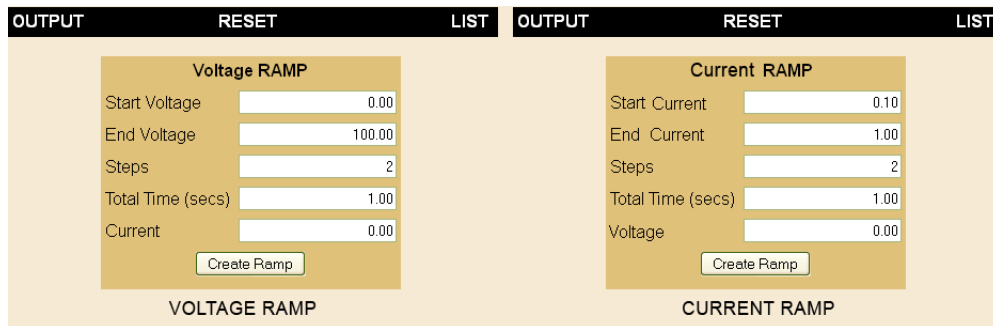 OUTPUT RESET LIST
Voltage RAMP
Start Voltage 0.00
End Voltage 100.00
Steps 2
Total Time (secs) 1.00
Current 0.00
Create Ramp
VOLTAGE RAMP
OUTPUT RESET LIST
Current RAMP
Start Current 0.10
End Current 1.00
Steps 2
Total Time (secs) 1.00
Voltage 0.00
Create Ramp
CURRENT RAMP